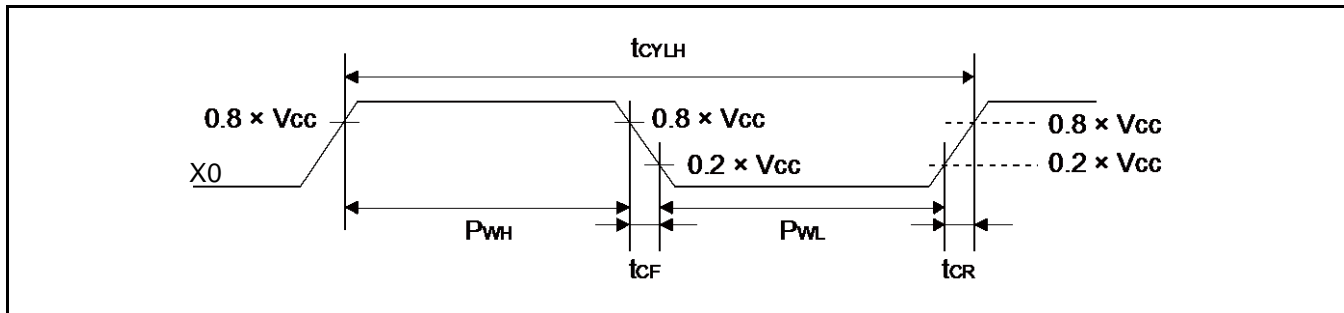 tCYLH
0.8 × Vcc
0.8 × Vcc
0.8 × Vcc
0.2 × Vcc
0.2 × Vcc
X0
PWH
PWL
tCF
tCR